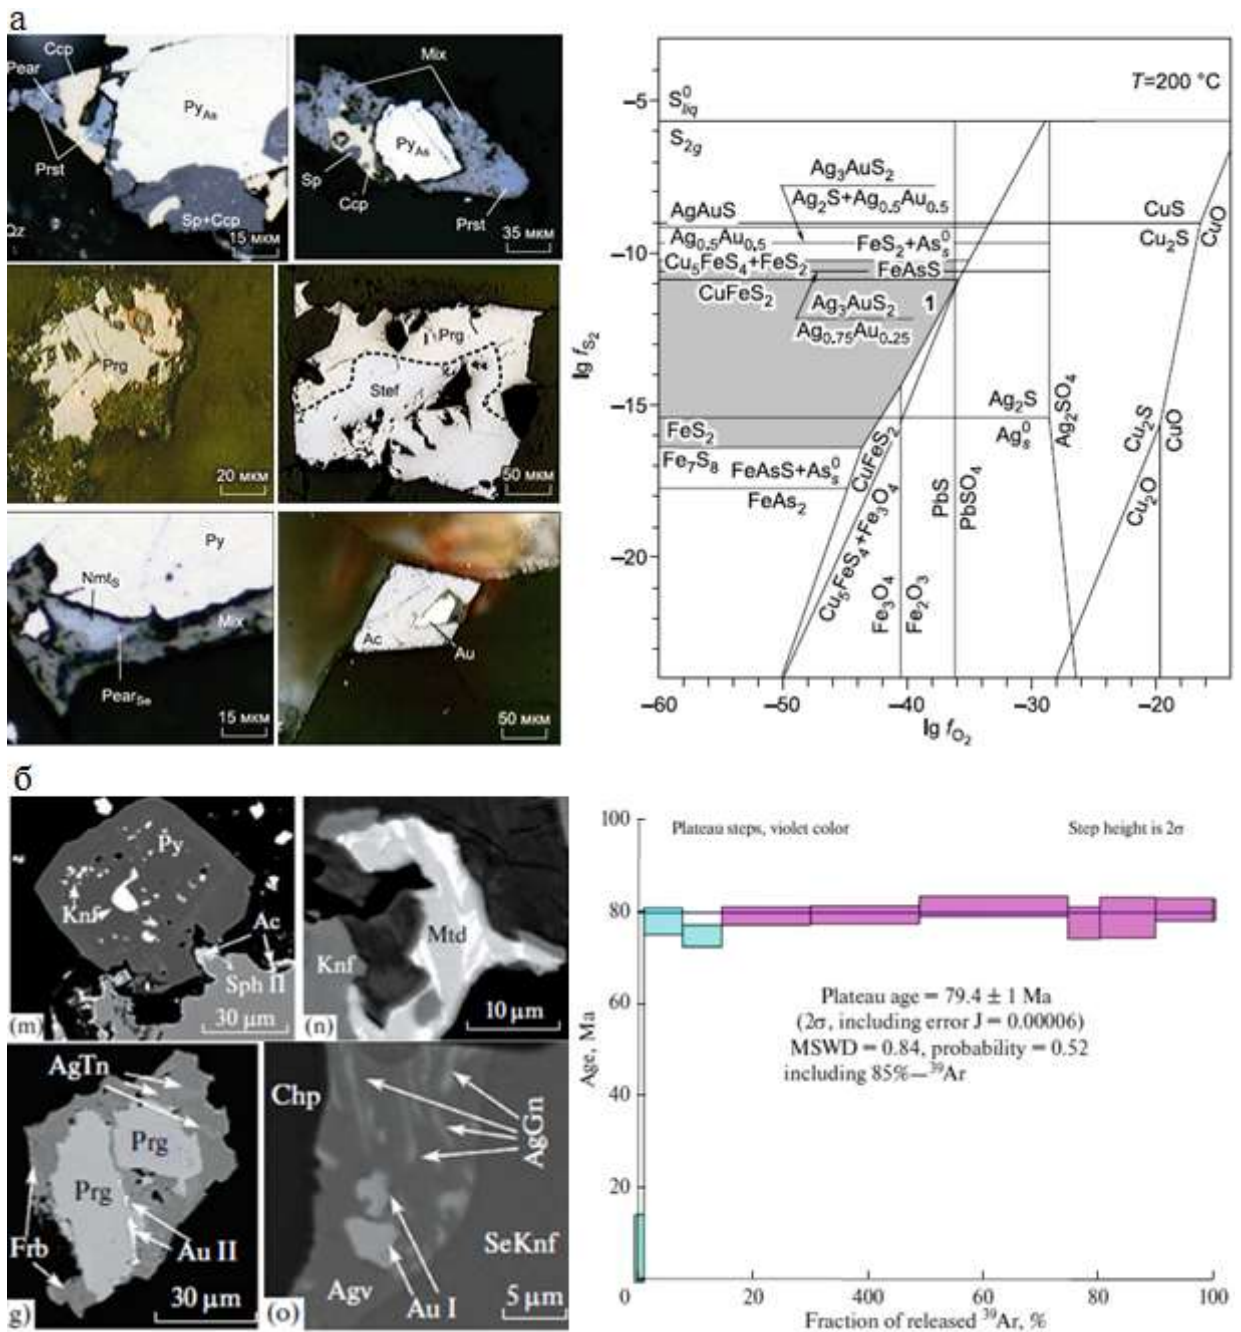 а
Ccp
Pear
Py As
Prst
Sp+Ccp
Qz
15 мкм
Mix
Py As
Sp
Ccp
Prst
35 мкм
Prg
20 мкм
Prg
Stef
50 мкм
Py
Nmt S
Mix
Pear Se
15 мкм
Ac
Au
50 мкм
T=200 °C
S⁰liq
S2g
Ag₃AuS₂
Ag₂S+Ag₀.₅Au₀.₅
AgAuS
Ag₀.₅Au₀.₅
CuS
Cu₂S
CuO
FeS₂+As⁰s
Cu₅FeS₄+FeS₂
FeAsS
CuFeS₂
1
Ag₃AuS₂
Ag₀.₇₅Au₀.₂₅
Ag₂S
Ag⁰s
Ag₂SO₄
FeS₂
Fe₇S₈
FeAsS+As⁰s
FeAs₂
CuFeS₂
Cu₅FeS₄+Fe₃O₄
Fe₃O₄
Fe₂O₃
PbS
PbSO₄
Cu₂S
CuO
Cu₂O
lg fS₂
−5
−10
−15
−20
−60
−50
−40
−30
−20
lg fO₂
б
Py
Knf
Ac
Sph II
30 µm
(m)
Mtd
Knf
10 µm
(n)
AgTn
Prg
Prg
Frb
Au II
30 µm
g)
Chp
AgGn
SeKnf
Agv
Au I
5 µm
(o)
Plateau steps, violet color
Step height is 2σ
Plateau age = 79.4 ± 1 Ma
(2σ, including error J = 0.00006)
MSWD = 0.84, probability = 0.52
including 85%—³⁹Ar
Age, Ma
100
80
60
40
20
0
20
40
60
80
100
Fraction of released ³⁹Ar, %